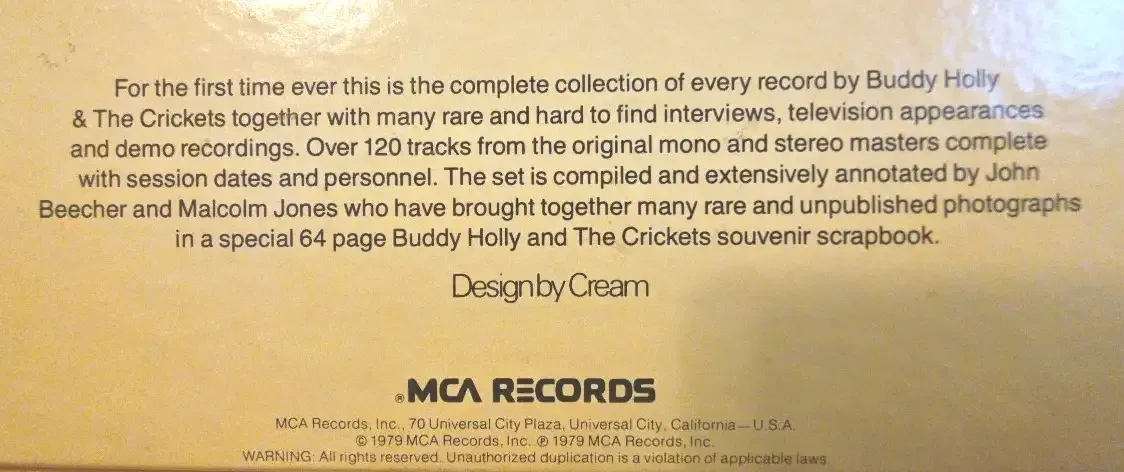 For the first time ever this is the complete collection of every record by Buddy Holly
& The Crickets together with many rare and hard to find interviews, television appearances
and demo recordings. Over 120 tracks from the original mono and stereo masters complete
with session dates and personnel. The set is compiled and extensively annotated by John
Beecher and Malcolm Jones who have brought together many rare and unpublished photographs
in a special 64 page Buddy Holly and The Crickets souvenir scrapbook.
Design by Cream
® MCA RECORDS
MCA Records, Inc., 70 Universal City Plaza, Universal City, California—U.S.A.
© 1979 MCA Records, Inc. ℗ 1979 MCA Records, Inc.
WARNING: All rights reserved. Unauthorized duplication is a violation of applicable laws.